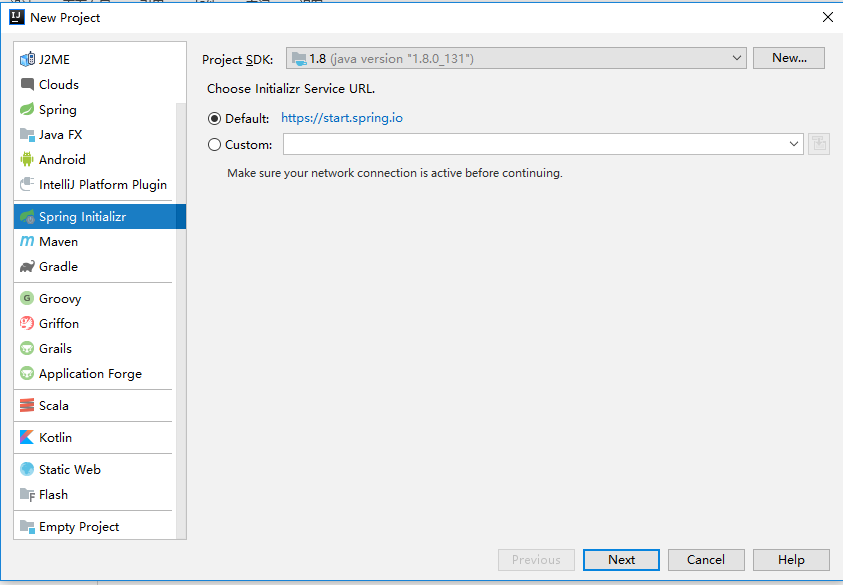 New Project
J2ME
Clouds
Spring
Java FX
Android
IntelliJ Platform Plugin
Spring Initializr
Maven
Gradle
Groovy
Griffon
Grails
Application Forge
Scala
Kotlin
Static Web
Flash
Empty Project
Project SDK: 1.8 (java version "1.8.0_131") New...
Choose Initializr Service URL.
Default: https://start.spring.io
Custom:
Make sure your network connection is active before continuing.
Previous Next Cancel Help